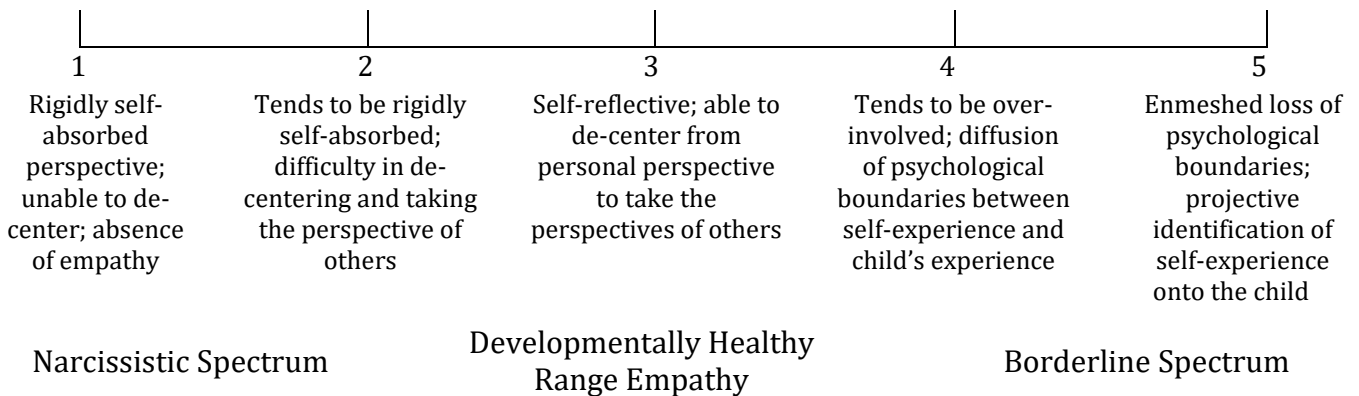 1
Rigidly self-
absorbed
perspective;
unable to de-
center; absence
of empathy
2
Tends to be rigidly
self-absorbed;
difficulty in de-
centering and taking
the perspective of
others
3
Self-reflective; able to
de-center from
personal perspective
to take the
perspectives of others
4
Tends to be over-
involved; diffusion
of psychological
boundaries between
self-experience and
child’s experience
5
Enmeshed loss of
psychological
boundaries;
projective
identification of
self-experience
onto the child
Narcissistic Spectrum
Developmentally Healthy
Range Empathy
Borderline Spectrum